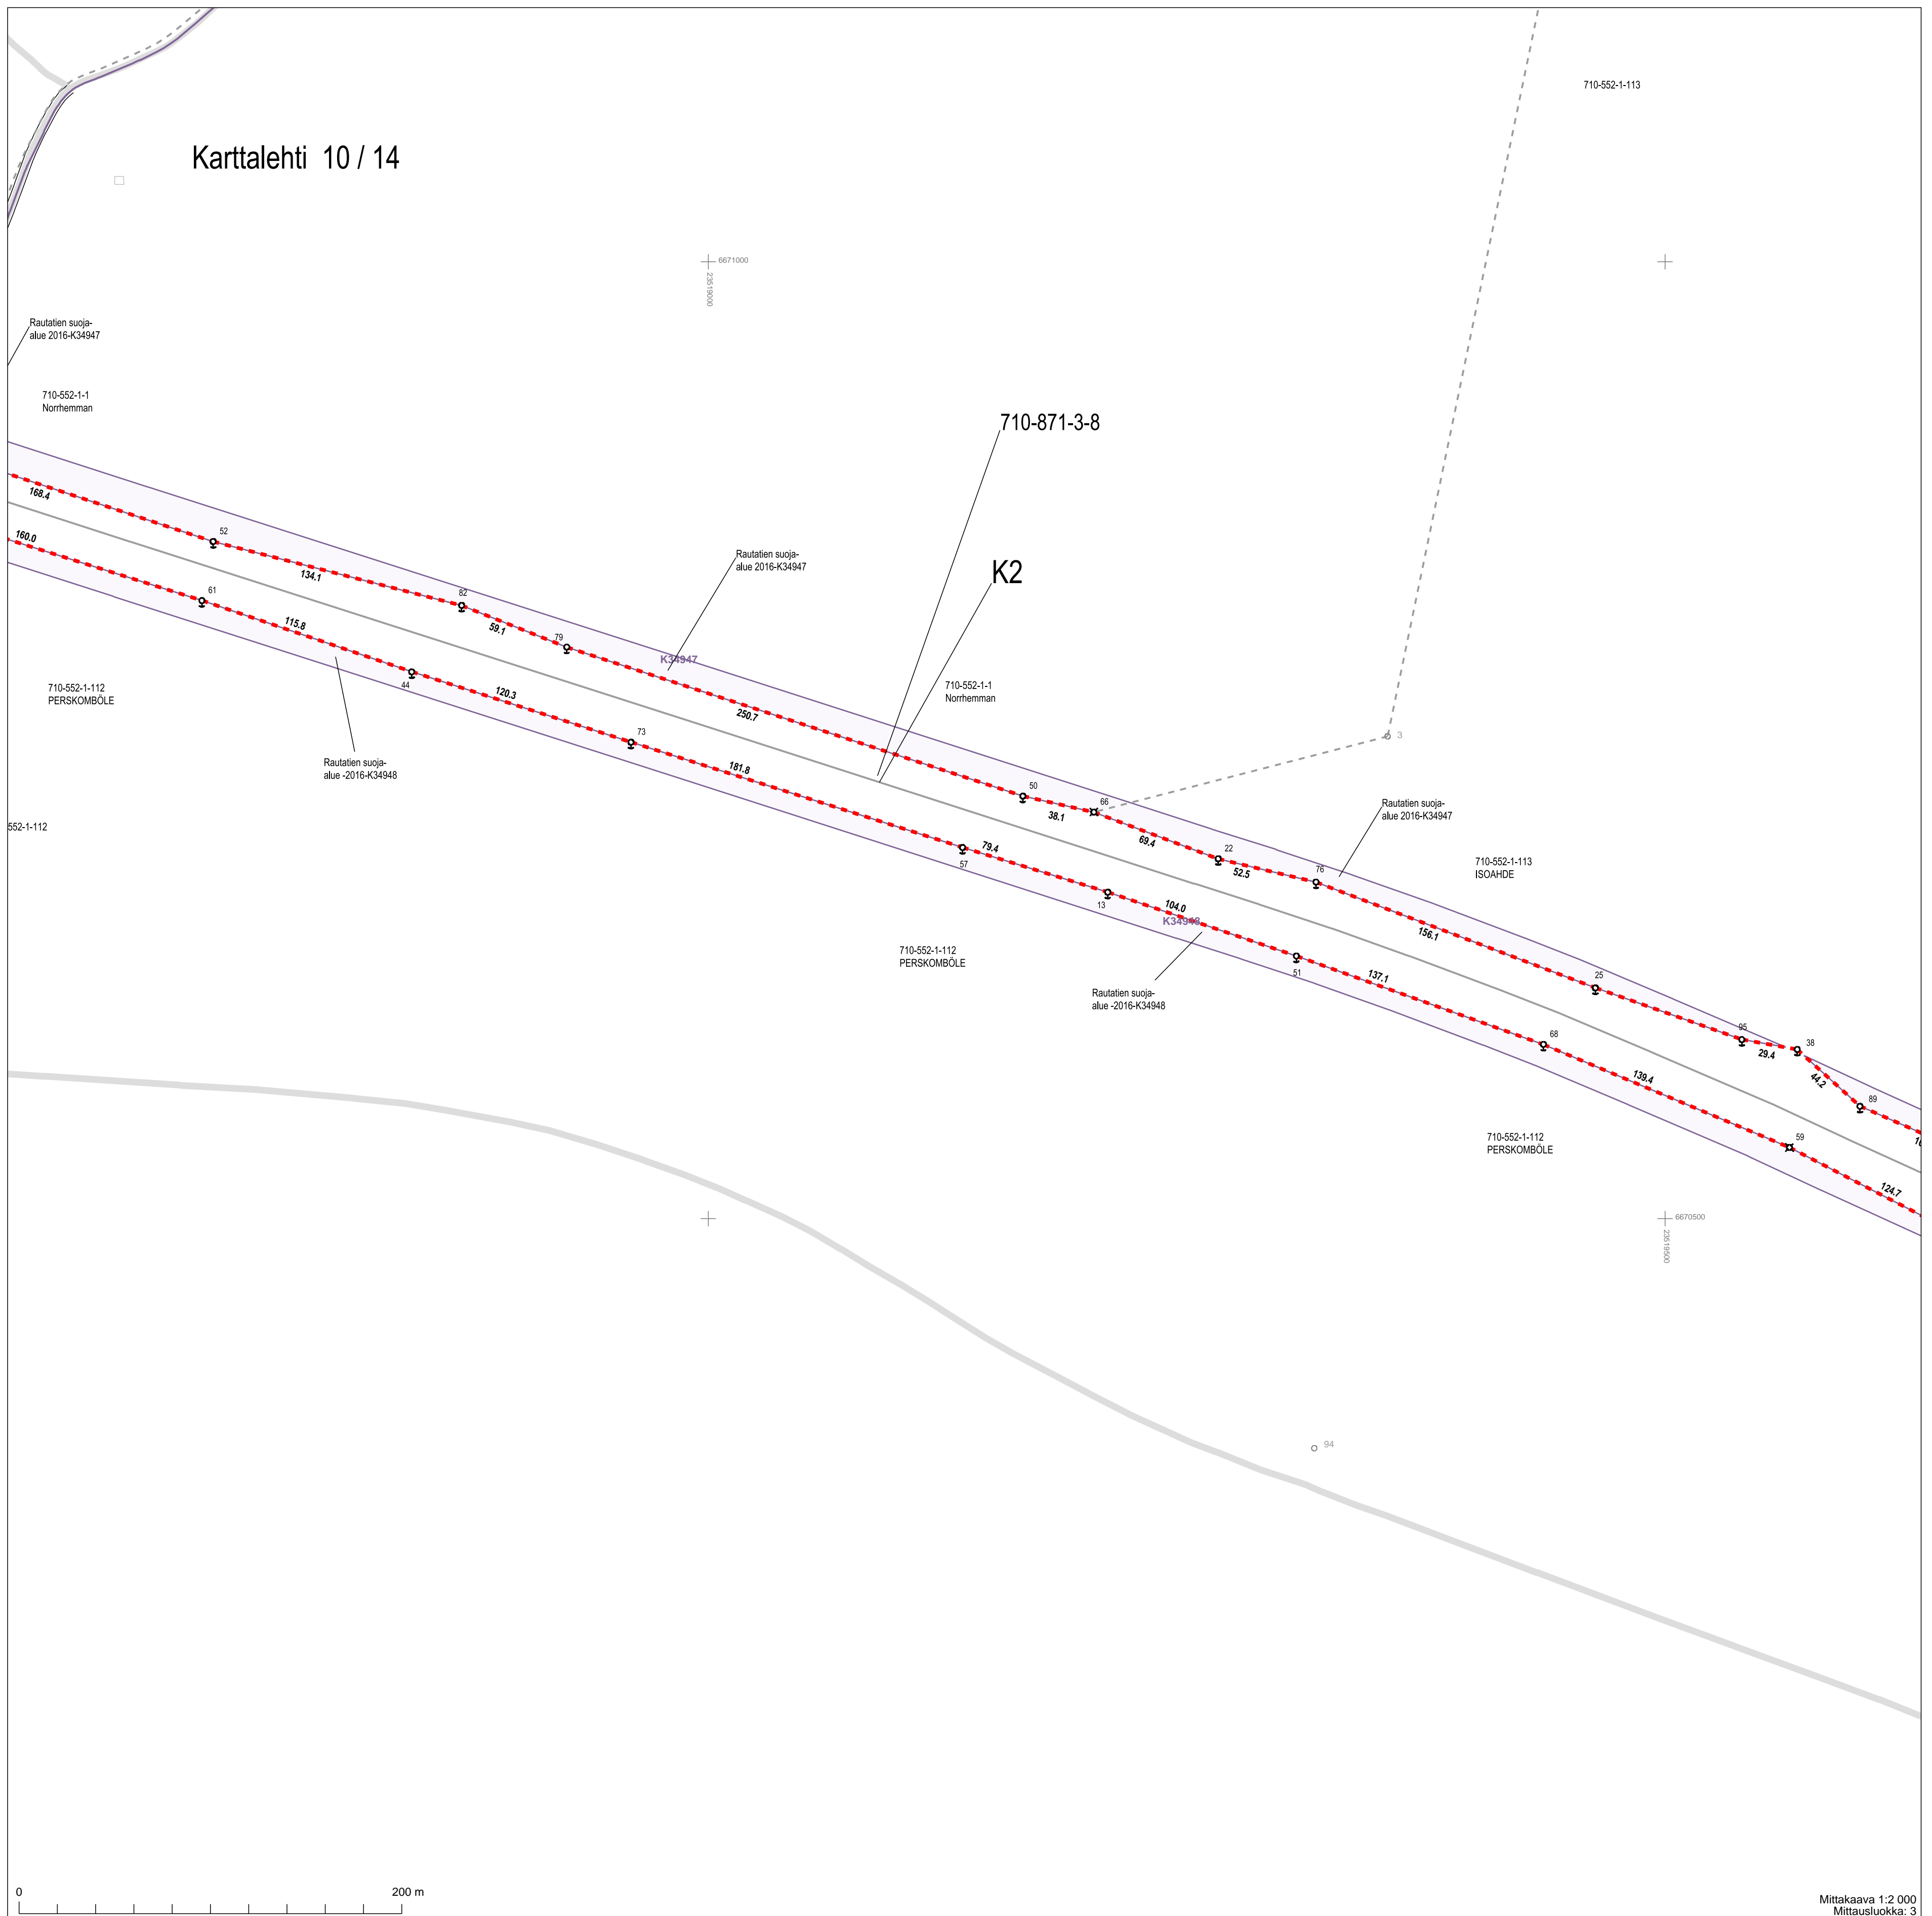 710-552-1-113
Karttalehti 10 / 14
6671000
23519000
Rautatien suoja-
alue 2016-K34947
710-552-1-1
Norrhemman
710-871-3-8
168.4
52
160.0
134.1
Rautatien suoja-
alue 2016-K34947
K2
61
82
115.8
59.1
79
K34947
710-552-1-112
PERSKOMBÖLE
44
120.3
710-552-1-1
Norrhemman
250.7
73
3
Rautatien suoja-
alue -2016-K34948
181.8
50
66
38.1
Rautatien suoja-
alue 2016-K34947
552-1-112
69.4
79.4
57
22
52.5
76
710-552-1-113
ISOAHDE
13
104.0
K34948
156.1
710-552-1-112
PERSKOMBÖLE
51
137.1
25
Rautatien suoja-
alue -2016-K34948
68
95
29.4
38
139.4
44.2
89
59
710-552-1-112
PERSKOMBÖLE
124.7
6670500
23519500
94
0
200 m
Mittakaava 1:2 000
Mittausluokka: 3